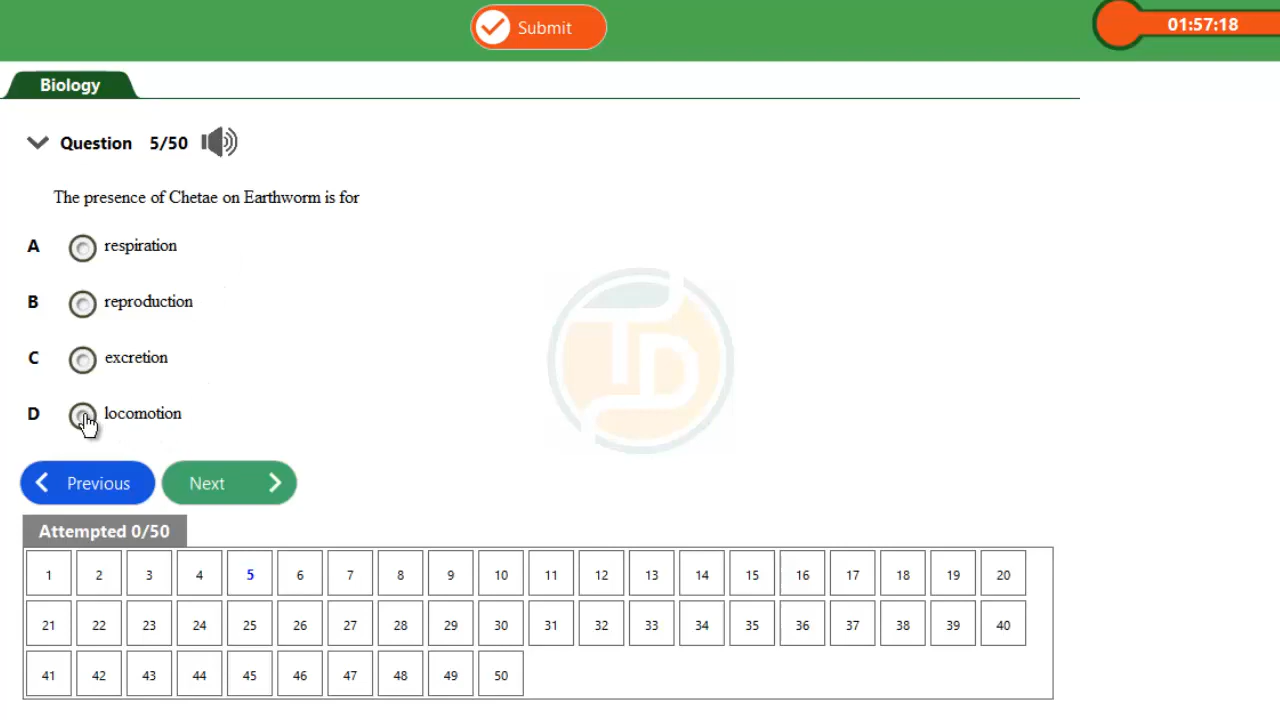 Submit
01:57:18
Biology
Question 5/50
The presence of Chetae on Earthworm is for
A respiration
B reproduction
C excretion
D locomotion
Previous Next
Attempted 0/50
1 2 3 4 5 6 7 8 9 10 11 12 13 14 15 16 17 18 19 20
21 22 23 24 25 26 27 28 29 30 31 32 33 34 35 36 37 38 39 40
41 42 43 44 45 46 47 48 49 50
TD